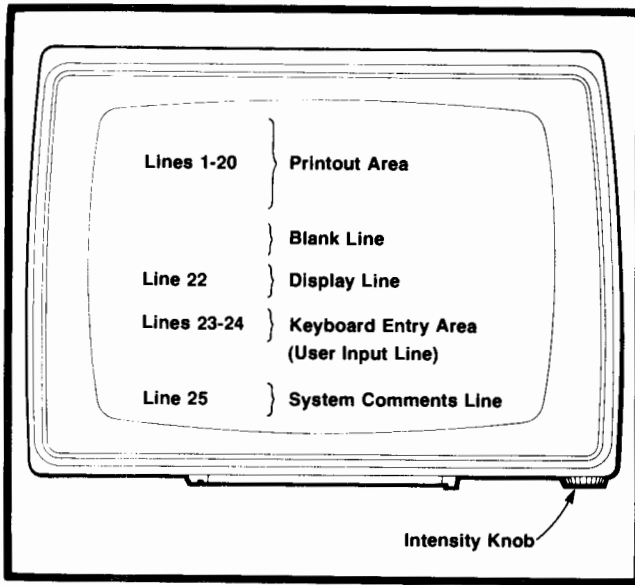 Lines 1-20 Printout Area
Blank Line
Line 22 Display Line
Lines 23-24 Keyboard Entry Area
(User Input Line)
Line 25 System Comments Line
Intensity Knob